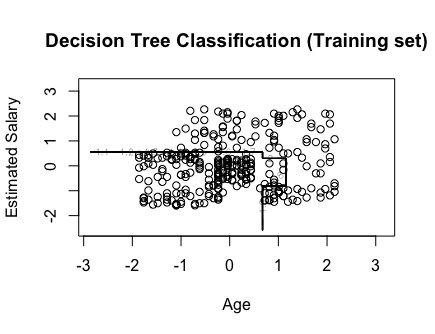 Decision Tree Classification (Training set)
Estimated Salary
3
2
1
0
-2
-3 -2 -1 0 1 2 3
Age